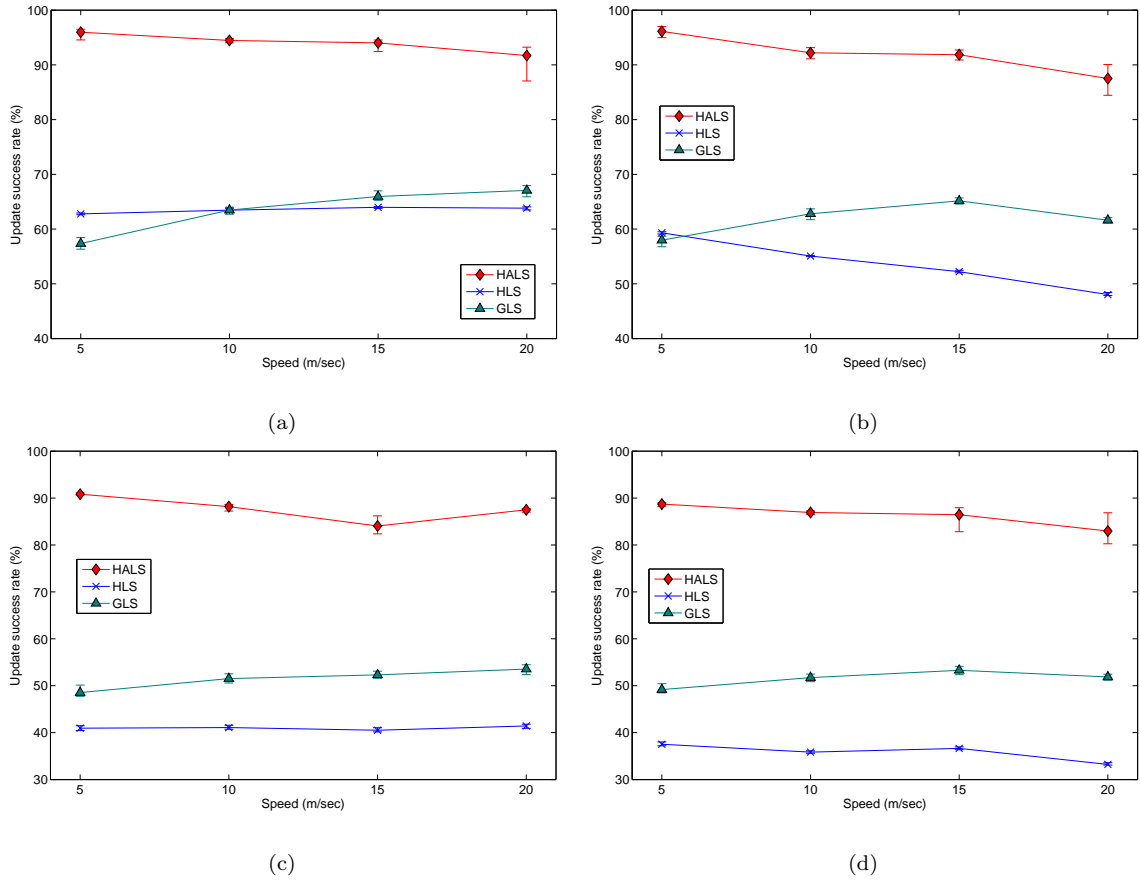 100
90
80
70
60
50
40
Update success rate (%)
5 10 15 20
Speed (m/sec)
HALS
HLS
GLS
(a)
100
90
80
70
60
50
40
Update success rate (%)
5 10 15 20
Speed (m/sec)
HALS
HLS
GLS
(b)
100
90
80
70
60
50
40
30
Update success rate (%)
5 10 15 20
Speed (m/sec)
HALS
HLS
GLS
(c)
100
90
80
70
60
50
40
30
Update success rate (%)
5 10 15 20
Speed (m/sec)
HALS
HLS
GLS
(d)